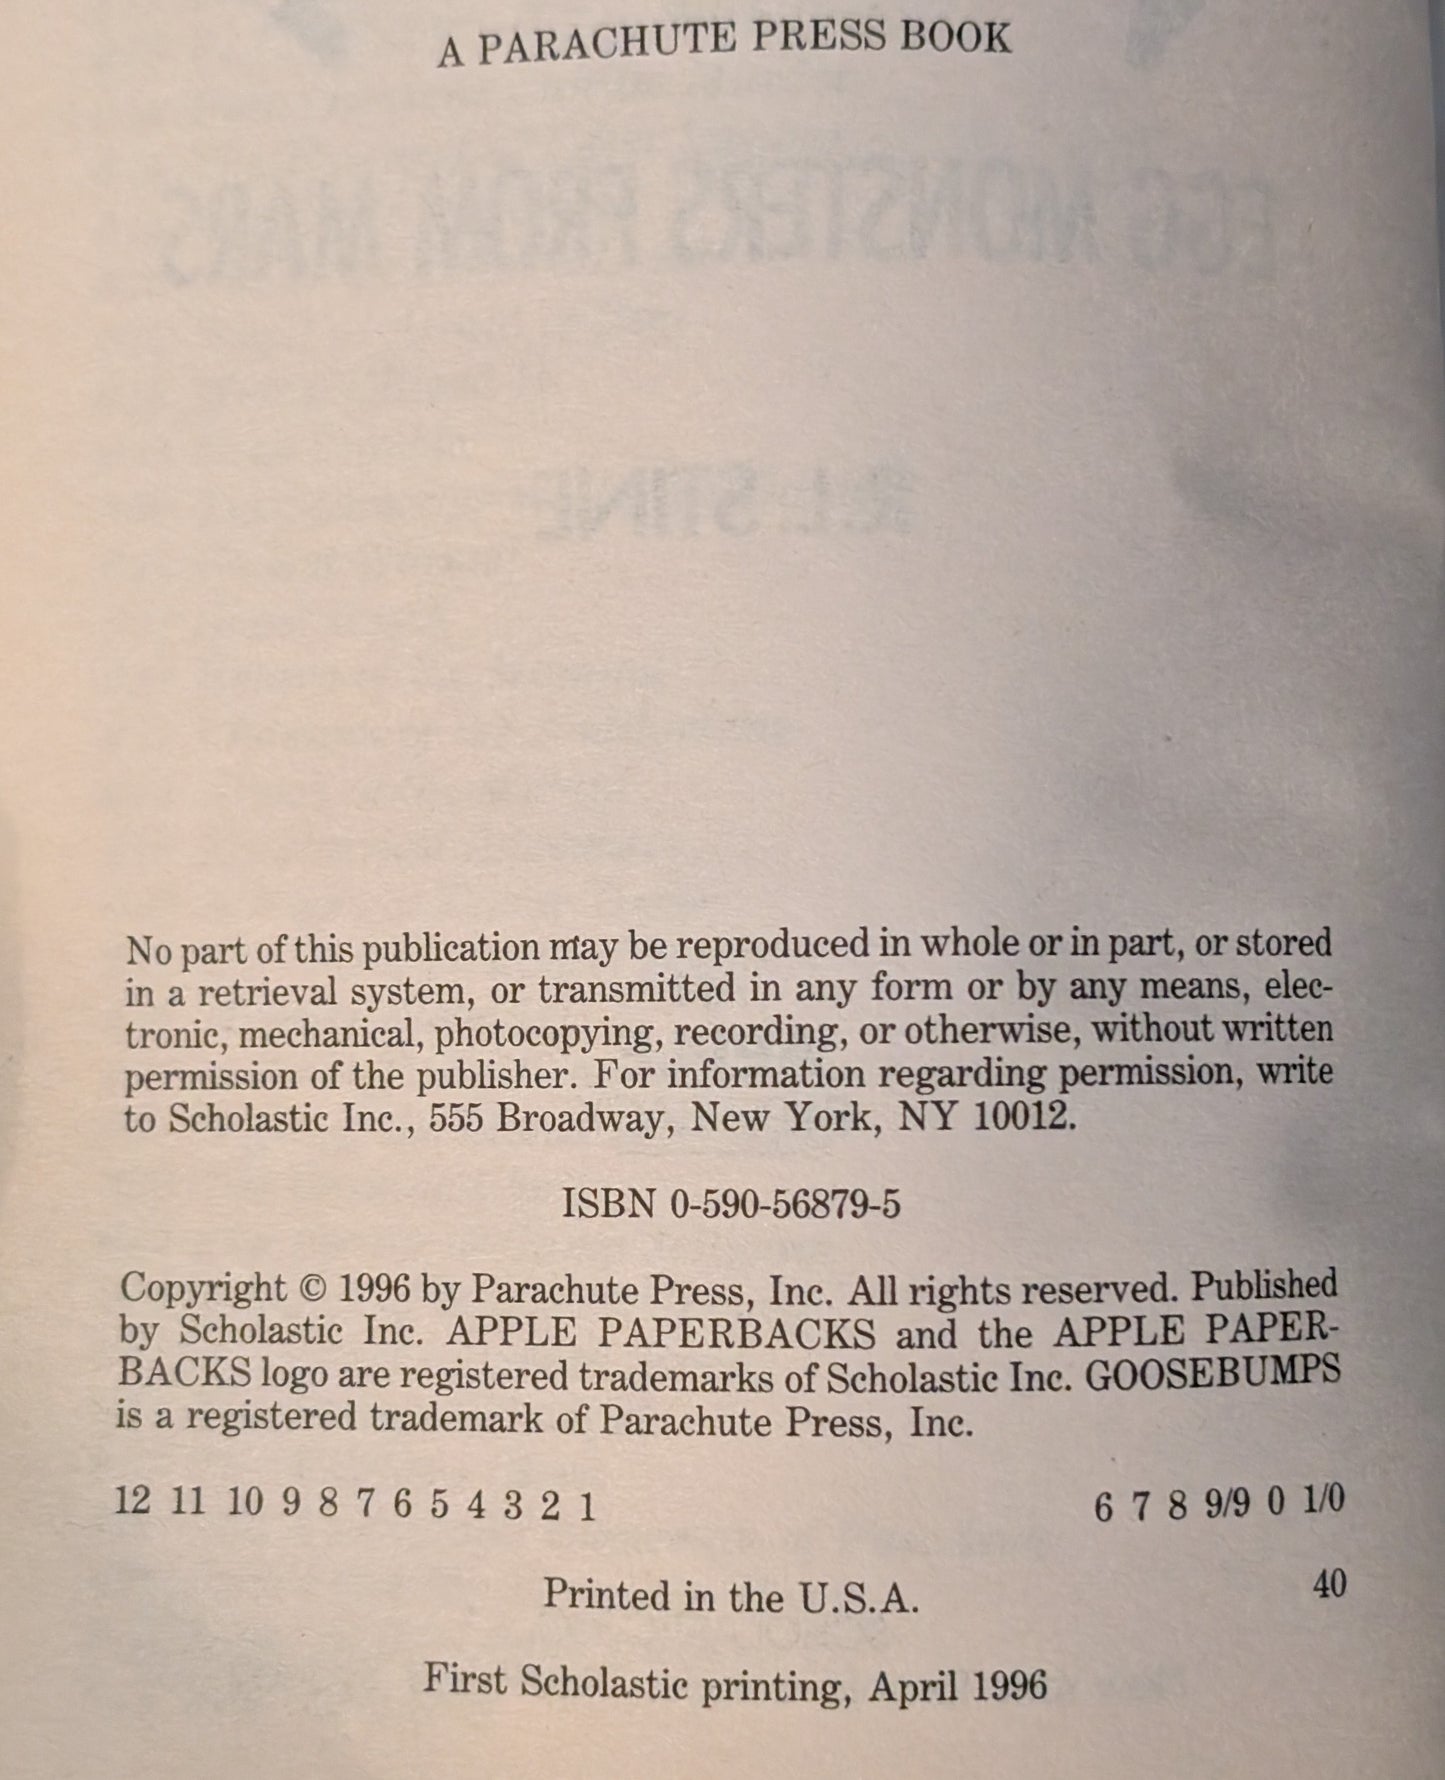 A PARACHUTE PRESS BOOK
EGG MONSTERS FROM MARS
R.L. STINE
No part of this publication may be reproduced in whole or in part, or stored
in a retrieval system, or transmitted in any form or by any means, elec-
tronic, mechanical, photocopying, recording, or otherwise, without written
permission of the publisher. For information regarding permission, write
to Scholastic Inc., 555 Broadway, New York, NY 10012.
ISBN 0-590-56879-5
Copyright © 1996 by Parachute Press, Inc. All rights reserved. Published
by Scholastic Inc. APPLE PAPERBACKS and the APPLE PAPER-
BACKS logo are registered trademarks of Scholastic Inc. GOOSEBUMPS
is a registered trademark of Parachute Press, Inc.
12 11 10 9 8 7 6 5 4 3 2 1 6 7 8 9/9 0 1/0
Printed in the U.S.A. 40
First Scholastic printing, April 1996